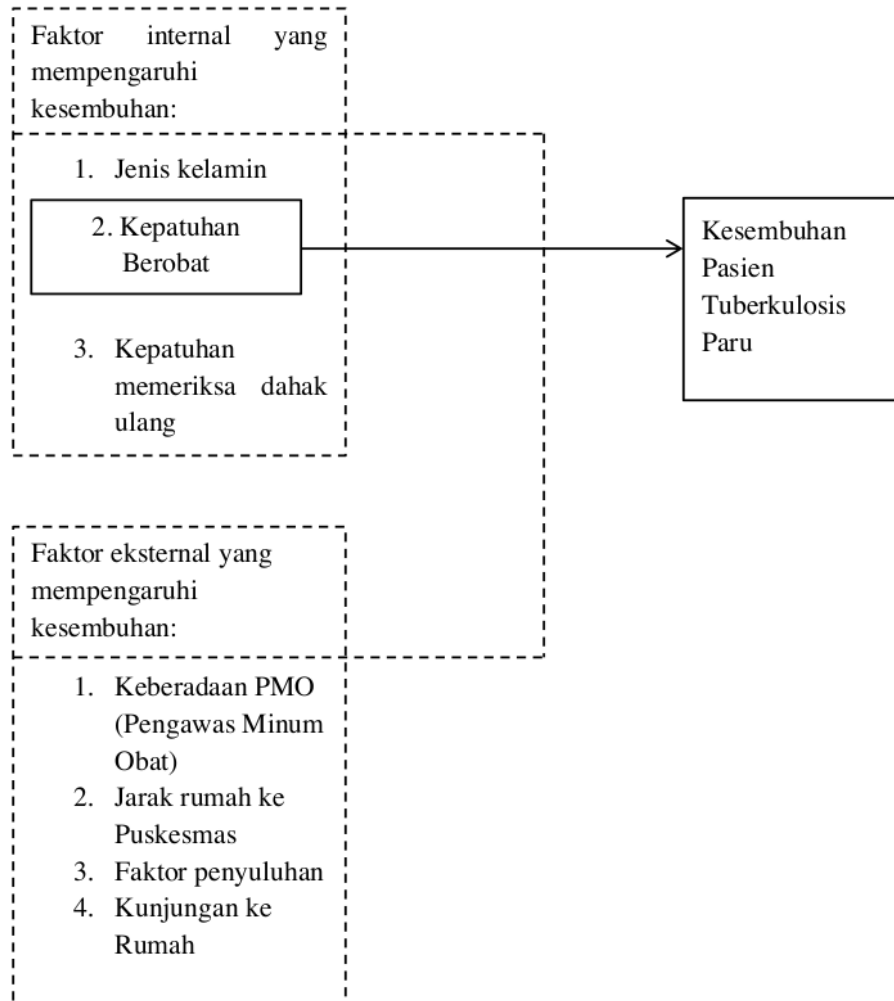 Faktor internal yang
mempengaruhi
kesembuhan:
1. Jenis kelamin
2. Kepatuhan
Berobat
3. Kepatuhan
memeriksa dahak
ulang
Kesembuhan
Pasien
Tuberkulosis
Paru
Faktor eksternal yang
mempengaruhi
kesembuhan:
1. Keberadaan PMO
(Pengawas Minum
Obat)
2. Jarak rumah ke
Puskesmas
3. Faktor penyuluhan
4. Kunjungan ke
Rumah